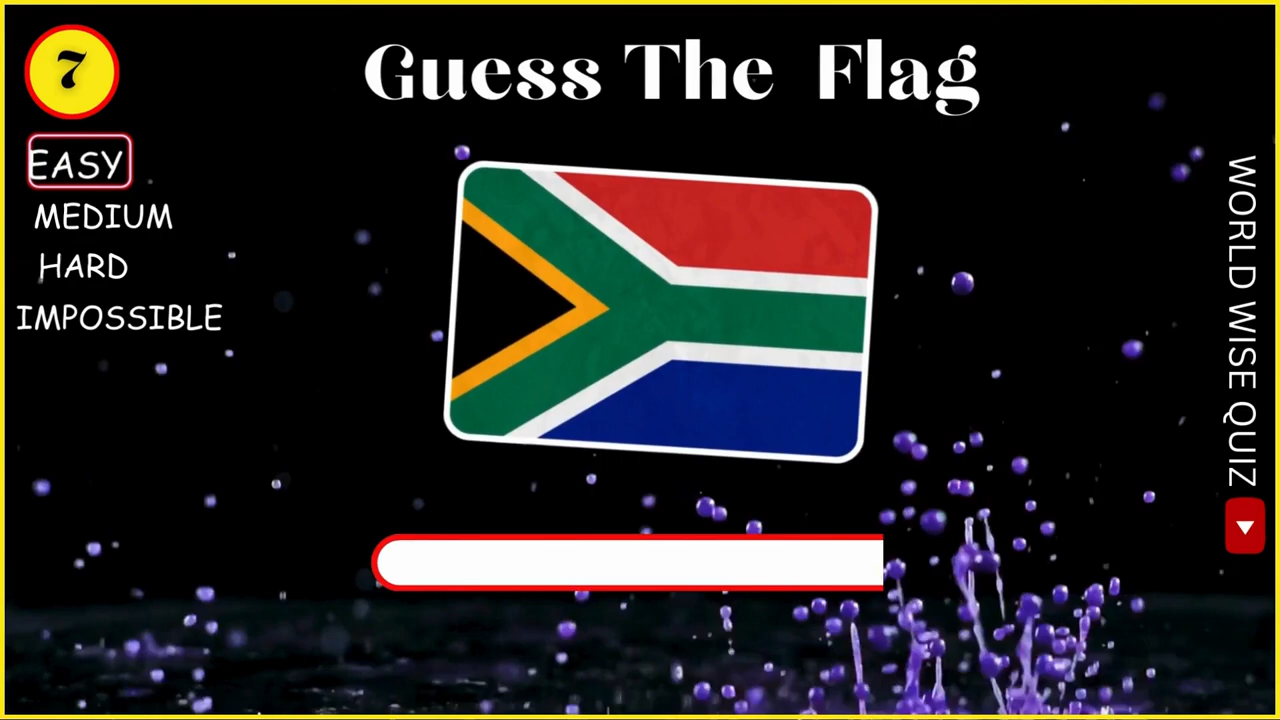 7
Guess The Flag
EASY
MEDIUM
HARD
IMPOSSIBLE
WORLD WISE QUIZ